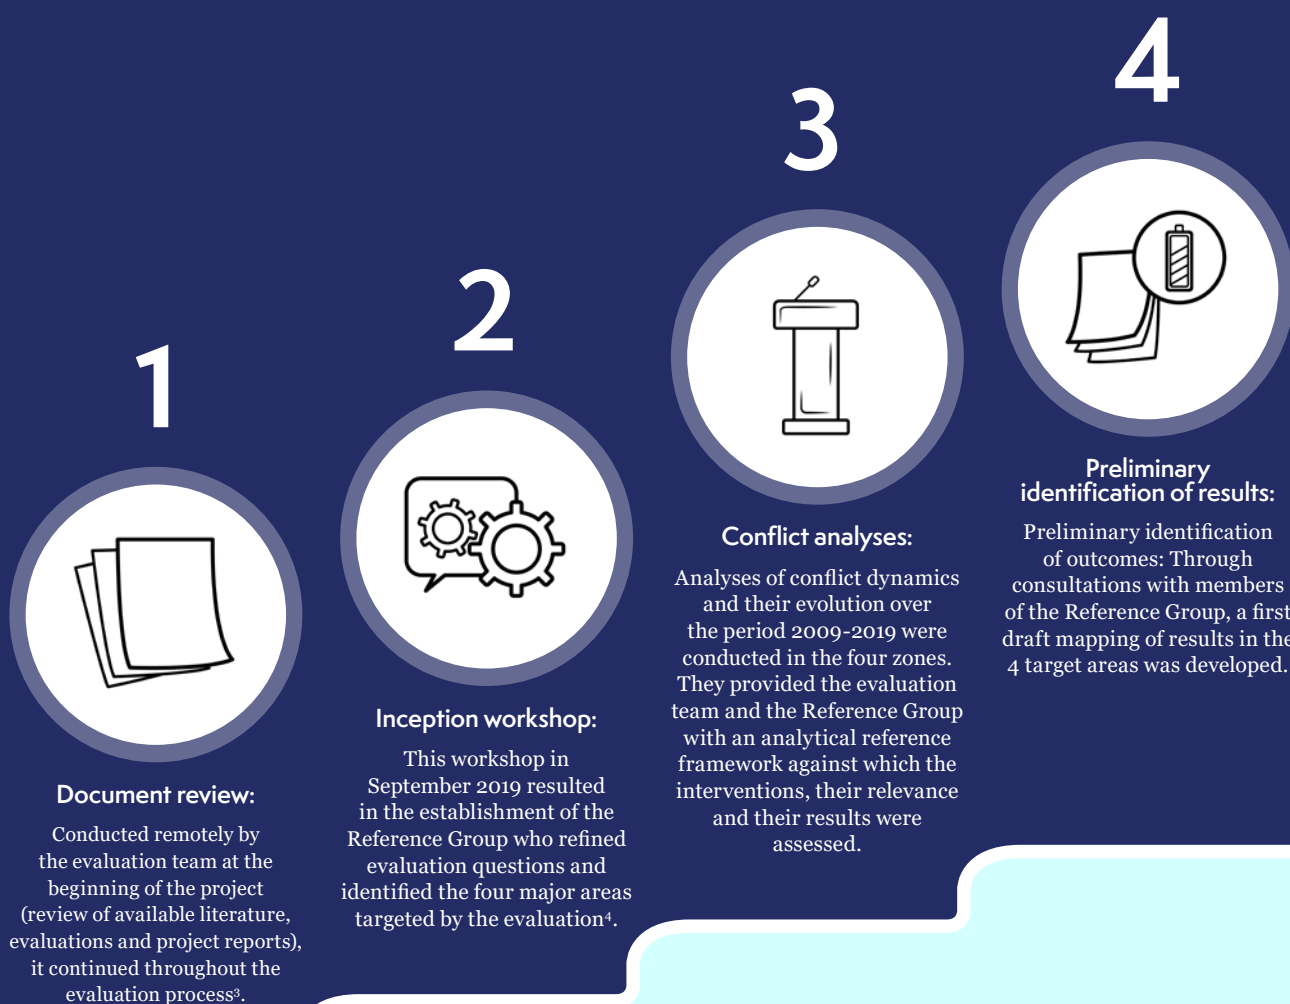 1
Document review:
Conducted remotely by
the evaluation team at the
beginning of the project
(review of available literature,
evaluations and project reports),
it continued throughout the
evaluation process³.
2
Inception workshop:
This workshop in
September 2019 resulted
in the establishment of the
Reference Group who refined
evaluation questions and
identified the four major areas
targeted by the evaluation⁴.
3
Conflict analyses:
Analyses of conflict dynamics
and their evolution over
the period 2009-2019 were
conducted in the four zones.
They provided the evaluation
team and the Reference Group
with an analytical reference
framework against which the
interventions, their relevance
and their results were
assessed.
4
Preliminary
identification of results:
Preliminary identification
of outcomes: Through
consultations with members
of the Reference Group, a first
draft mapping of results in the
4 target areas was developed.